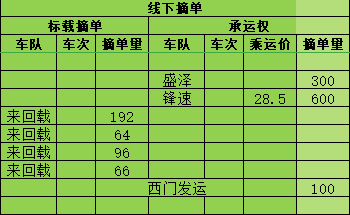 线下摘单
标载摘单 承运权
车队 车次 摘单量 车队 车次 乘运价 摘单量
盛泽 300
锋速 28.5 600
来回载 192
来回载 64
来回载 96
来回载 66
西门发运 100